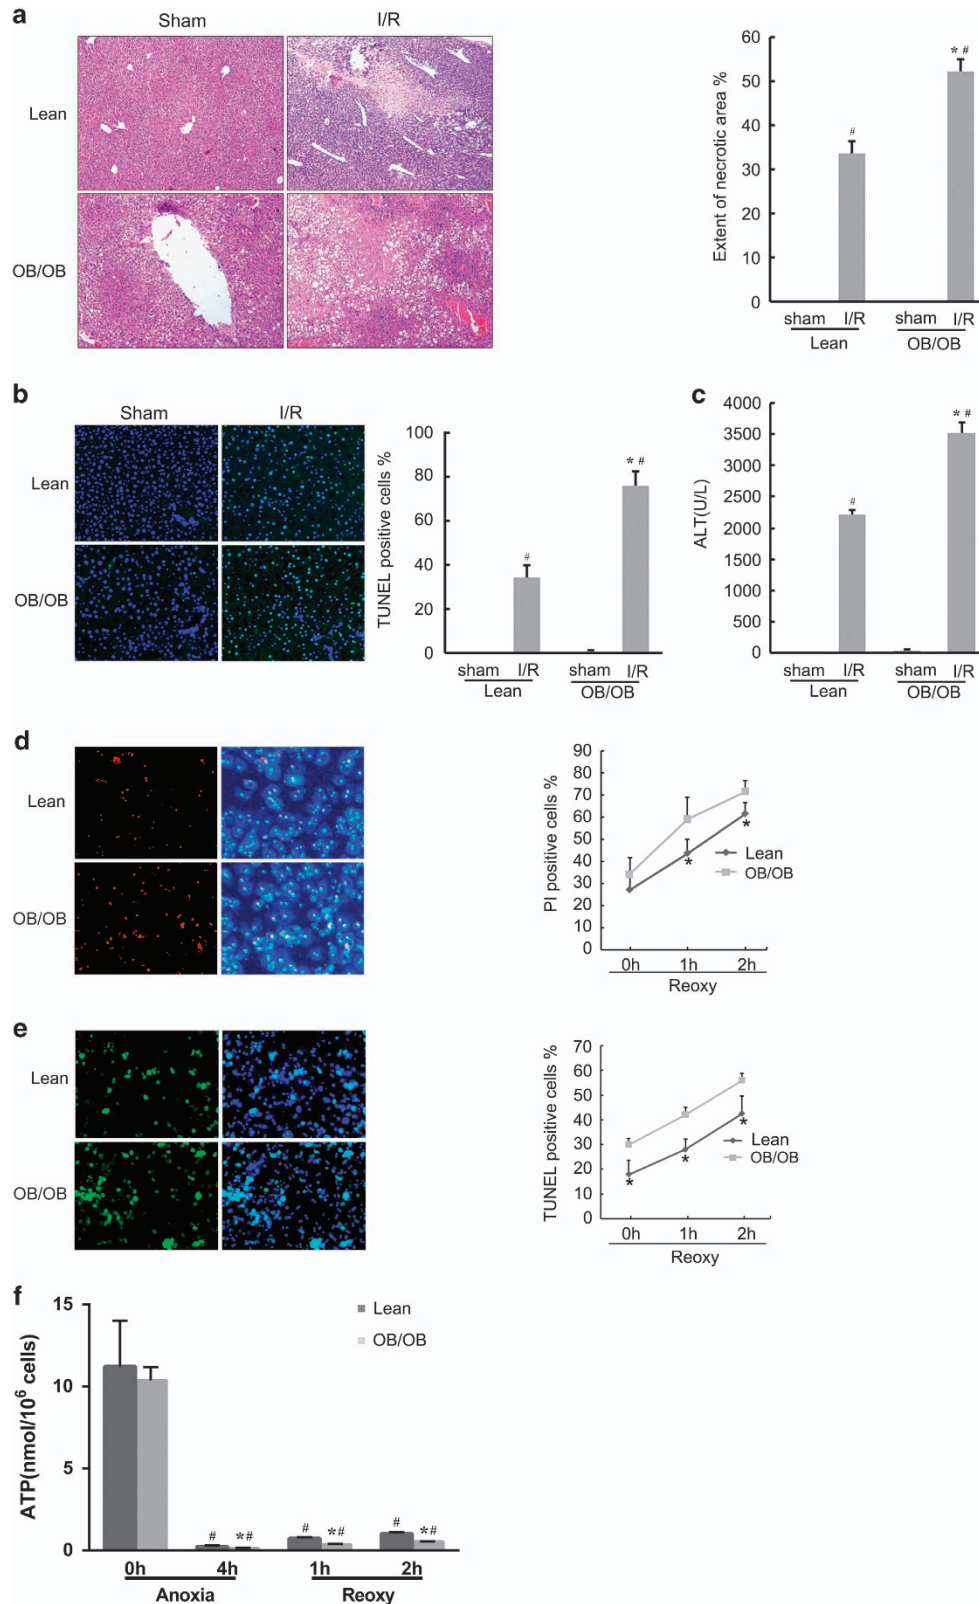 a
Sham I/R
Lean
OB/OB
Extent of necrotic area %
60
50
40
30
20
10
0
#
* #
sham I/R sham I/R
Lean OB/OB
b
Sham I/R
Lean
OB/OB
TUNEL positive cells %
100
80
60
40
20
0
#
* #
sham I/R sham I/R
Lean OB/OB
c
ALT(U/L)
4000
3500
3000
2500
2000
1500
1000
500
0
#
* #
sham I/R sham I/R
Lean OB/OB
d
Lean
OB/OB
PI positive cells %
90
80
70
60
50
40
30
20
10
0
*
*
Lean
OB/OB
0h 1h 2h
Reoxy
e
Lean
OB/OB
TUNEL positive cells %
70
60
50
40
30
20
10
0
*
*
*
Lean
OB/OB
0h 1h 2h
Reoxy
f
ATP(nmol/10⁶ cells)
15
10
5
0
Lean
OB/OB
# *# # *# # *#
0h 4h 1h 2h
Anoxia Reoxy